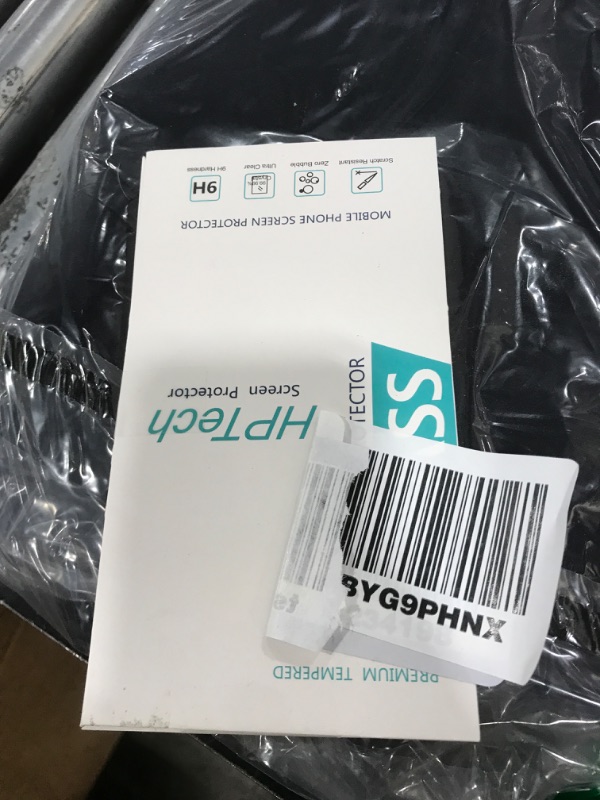 HPTech
Screen Protector
MOBILE PHONE SCREEN PROTECTOR
Scratch Resistant
Zero Bubble
Ultra Clear
9H Hardness
9H
PREMIUM TEMPERED
SS
TECTOR
BYG9PHNX